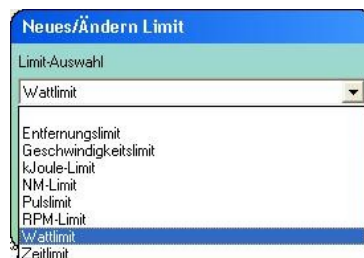 Neues/Ändern Limit
Limit-Auswahl
Wattlimit
Entfernungslimit
Geschwindigkeitslimit
kJoule-Limit
NM-Limit
Pulslimit
RPM-Limit
Wattlimit
Zeitlimit